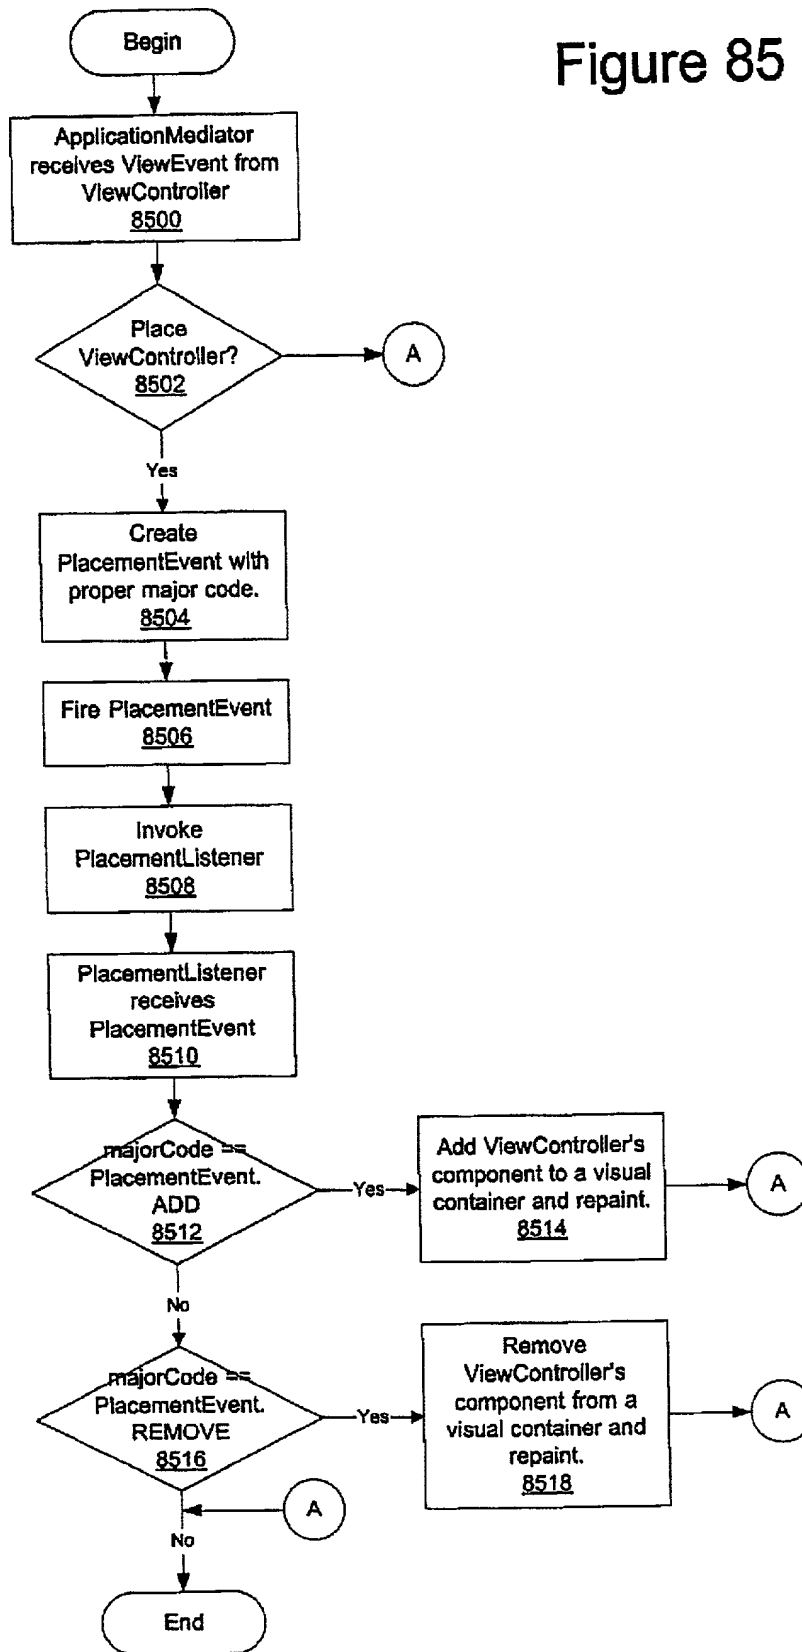 Figure 85
Begin
ApplicationMediator
receives ViewEvent from
ViewController
8500
Place
ViewController?
8502
A
Yes
Create
PlacementEvent with
proper major code.
8504
Fire PlacementEvent
8506
Invoke
PlacementListener
8508
PlacementListener
receives
PlacementEvent
8510
majorCode ==
PlacementEvent.
ADD
8512
Yes
Add ViewController's
component to a visual
container and repaint.
8514
A
No
majorCode ==
PlacementEvent.
REMOVE
8516
Yes
Remove
ViewController's
component from a
visual container and
repaint.
8518
A
A
No
End